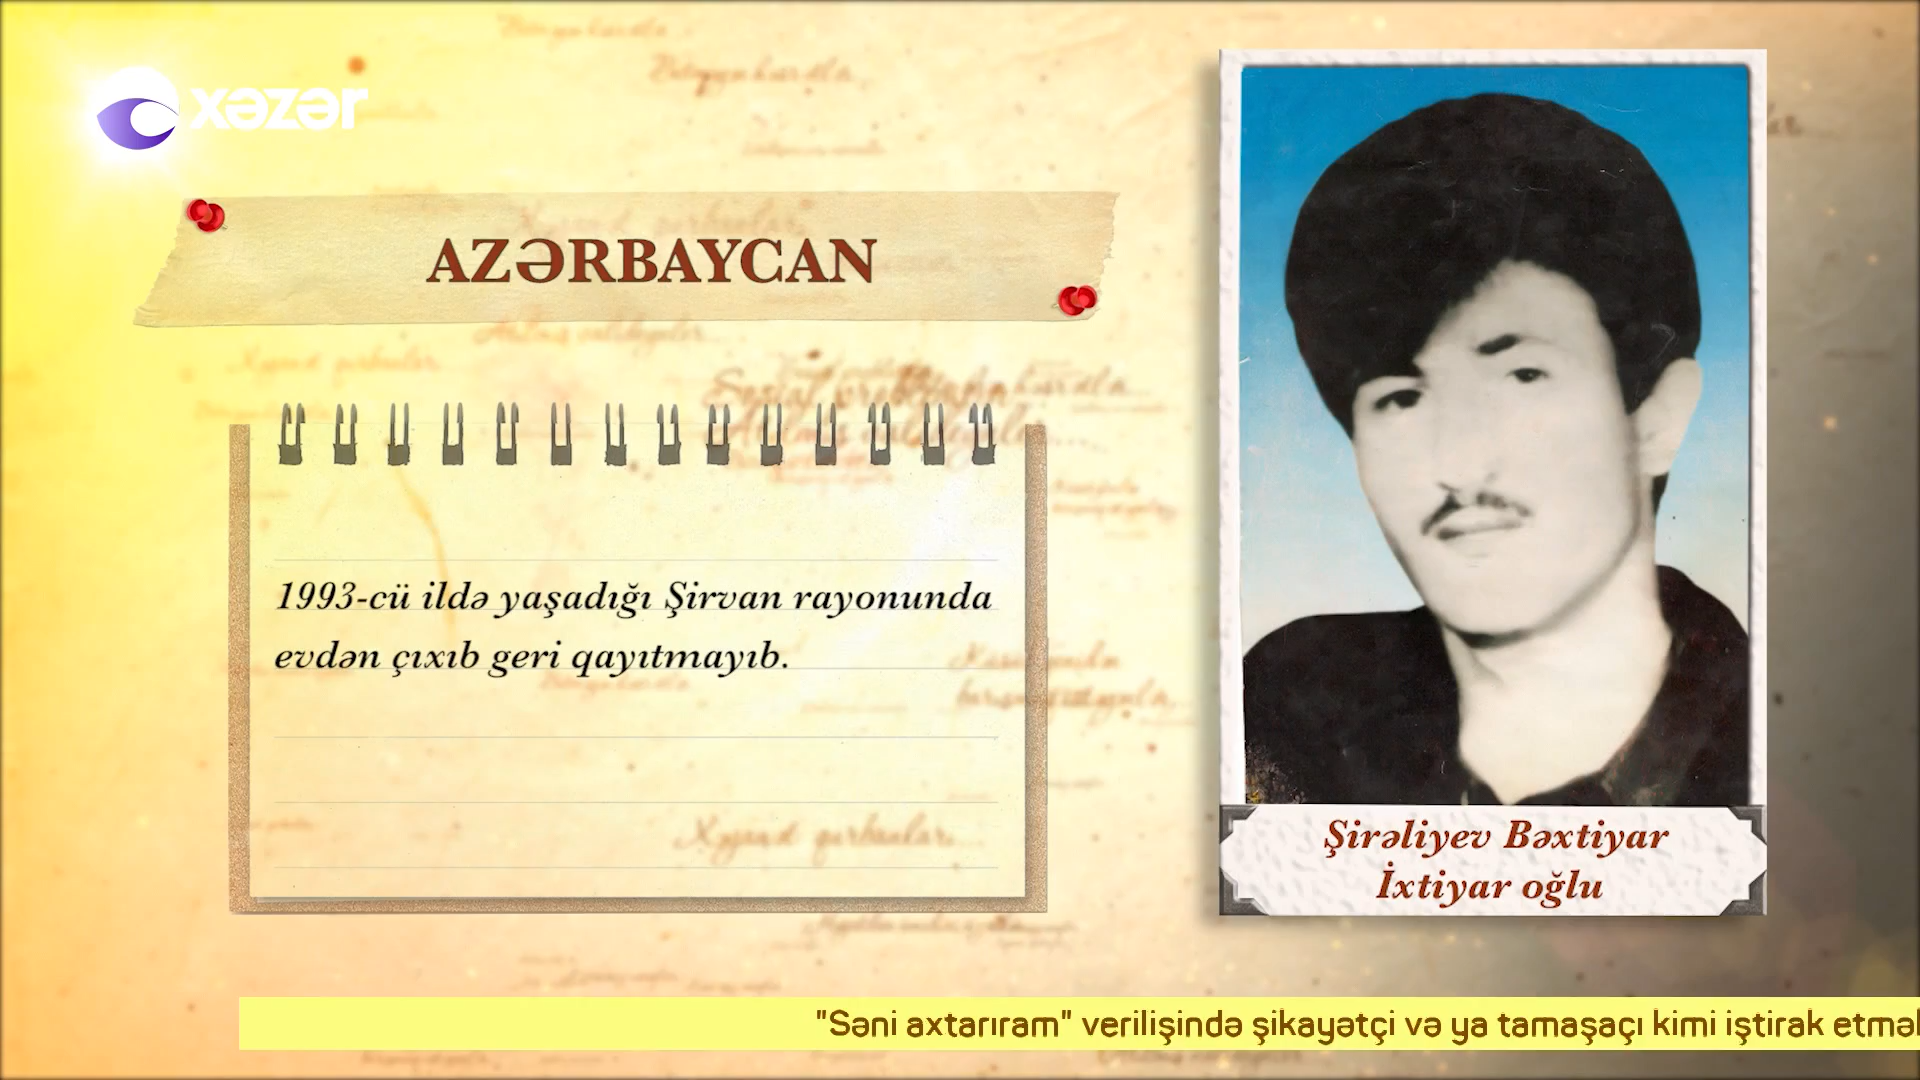 xəzər
AZƏRBAYCAN
1993-cü ildə yaşadığı Şirvan rayonunda
evdən çıxıb geri qayıtmayıb.
Şirəliyev Bəxtiyar
İxtiyar oğlu
"Səni axtarıram" verilişində şikayətçi və ya tamaşaçı kimi iştirak etmə